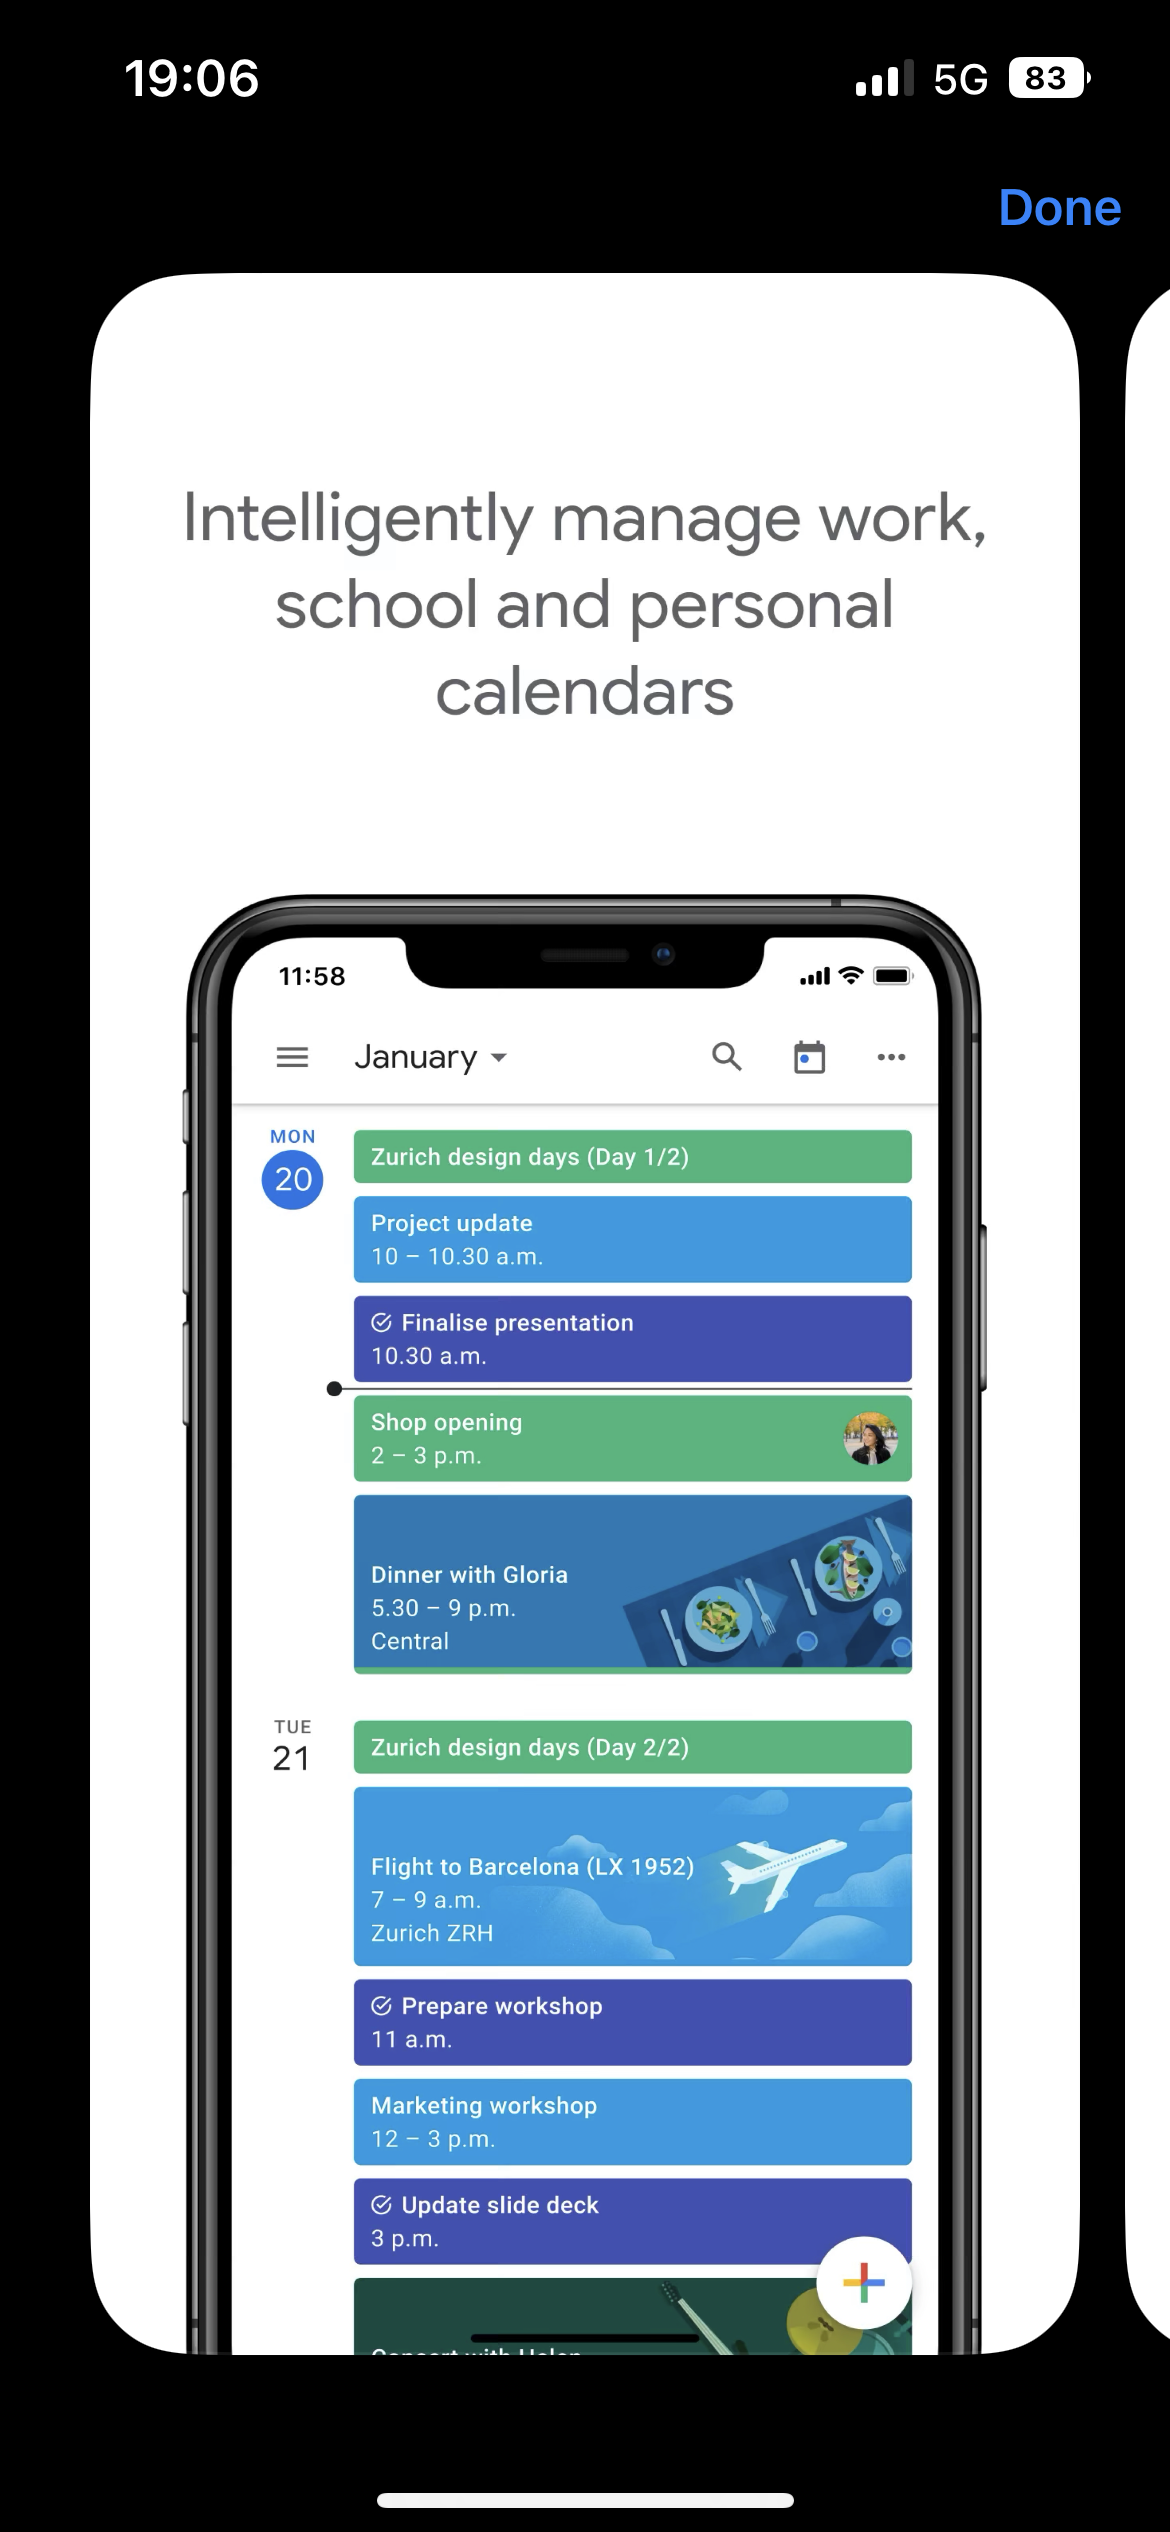 19:06
5G
83
Done
Intelligently manage work,
school and personal
calendars
11:58
January
MON
20
Zurich design days (Day 1/2)
Project update
10 – 10.30 a.m.
Finalise presentation
10.30 a.m.
Shop opening
2 – 3 p.m.
Dinner with Gloria
5.30 – 9 p.m.
Central
TUE
21
Zurich design days (Day 2/2)
Flight to Barcelona (LX 1952)
7 – 9 a.m.
Zurich ZRH
Prepare workshop
11 a.m.
Marketing workshop
12 – 3 p.m.
Update slide deck
3 p.m.
Concert with Helen